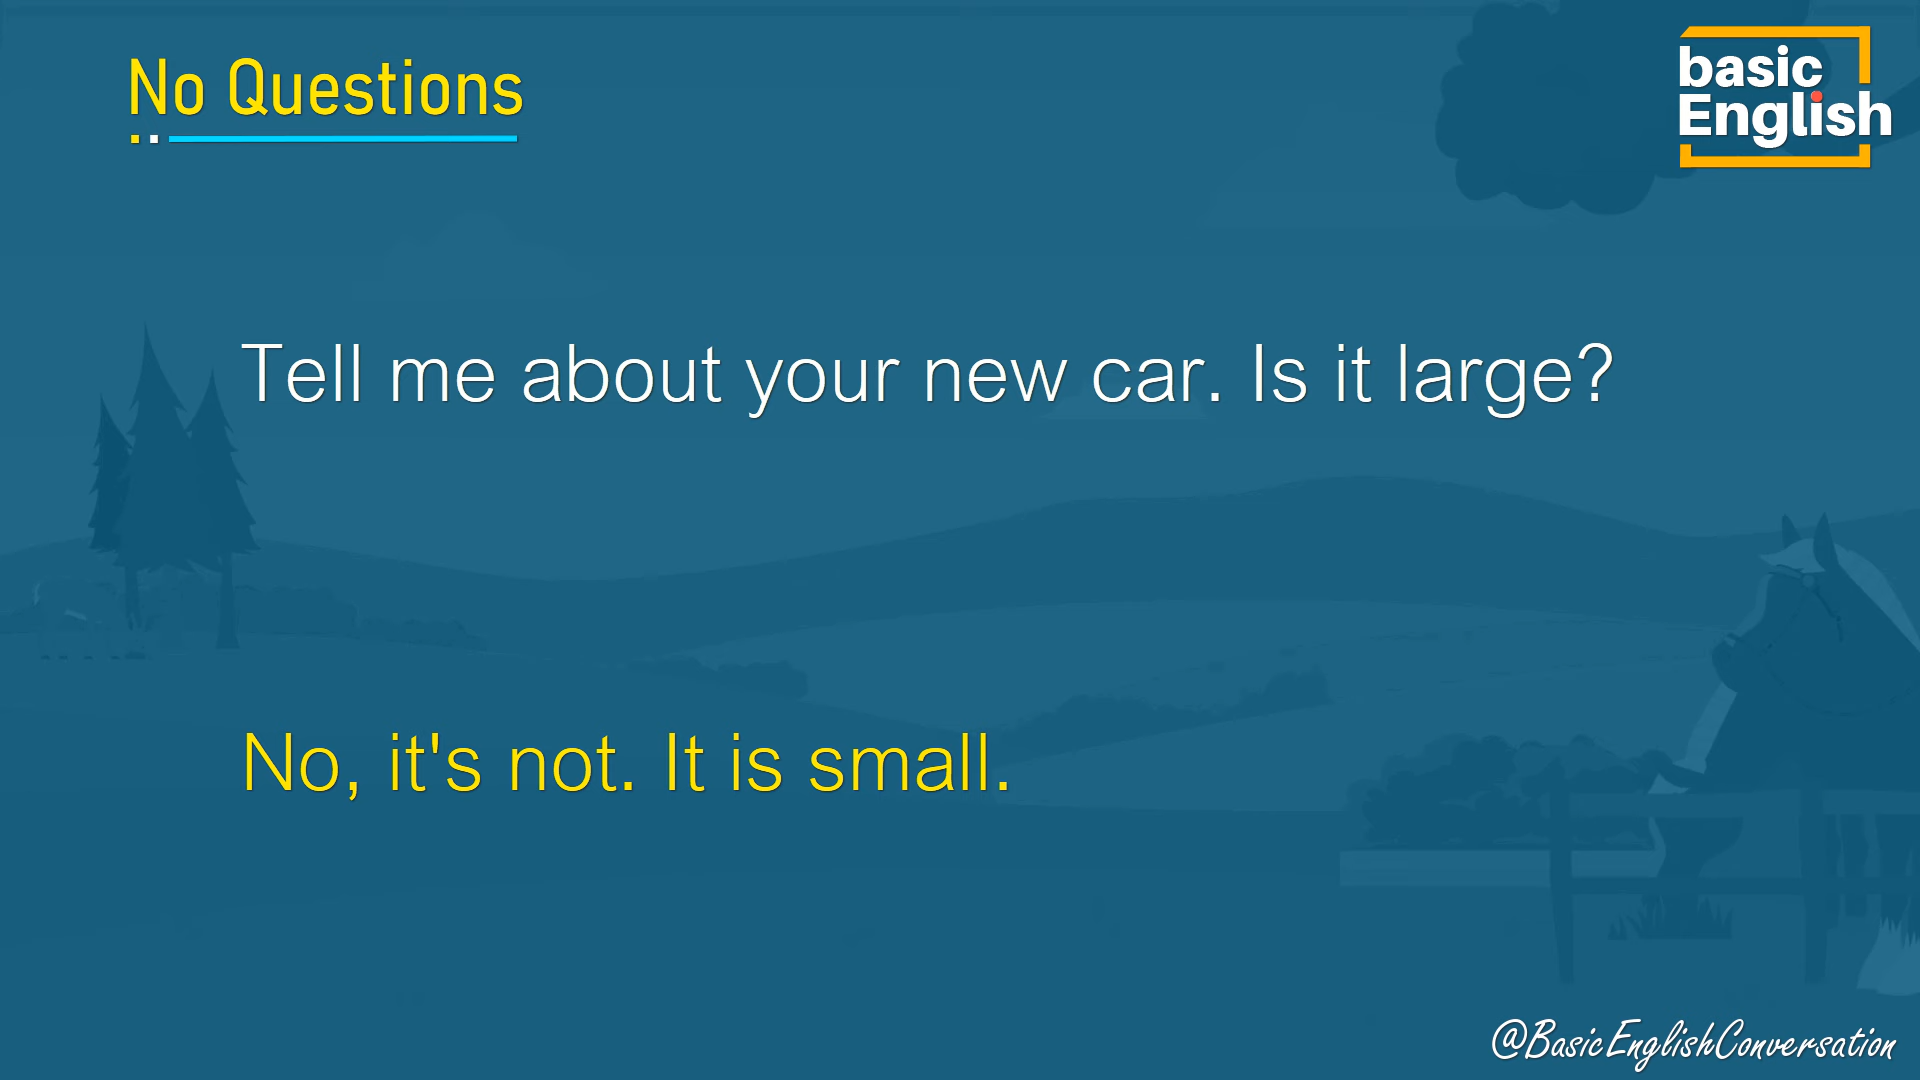 No Questions
basic
English
Tell me about your new car. Is it large?
No, it's not. It is small.
@BasicEnglishConversation